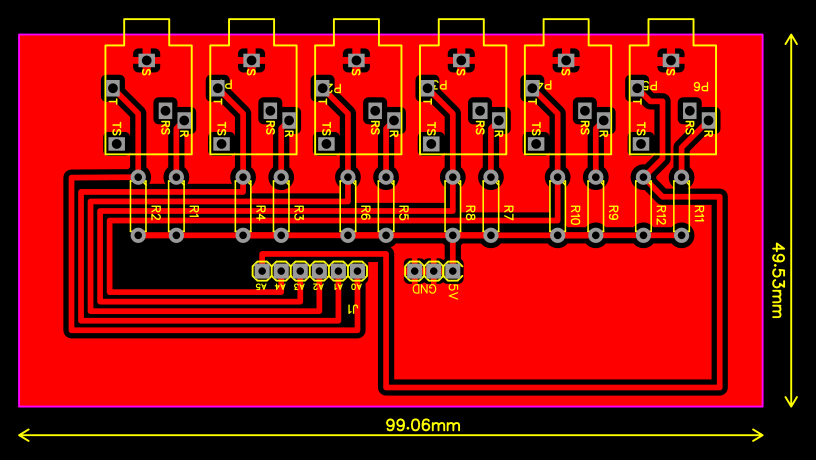 S S S S S S
T P T P2 T P3 T P4 T P5 P6 T
RS R RS R RS R RS R RS R RS R
TS TS TS TS TS TS
R2 R1 R4 R3 R6 R5 R8 R7 R10 R9 R12 R11
A5 A4 A3 A2 A1 A0 GND 5V
J1
49.53mm
99.06mm